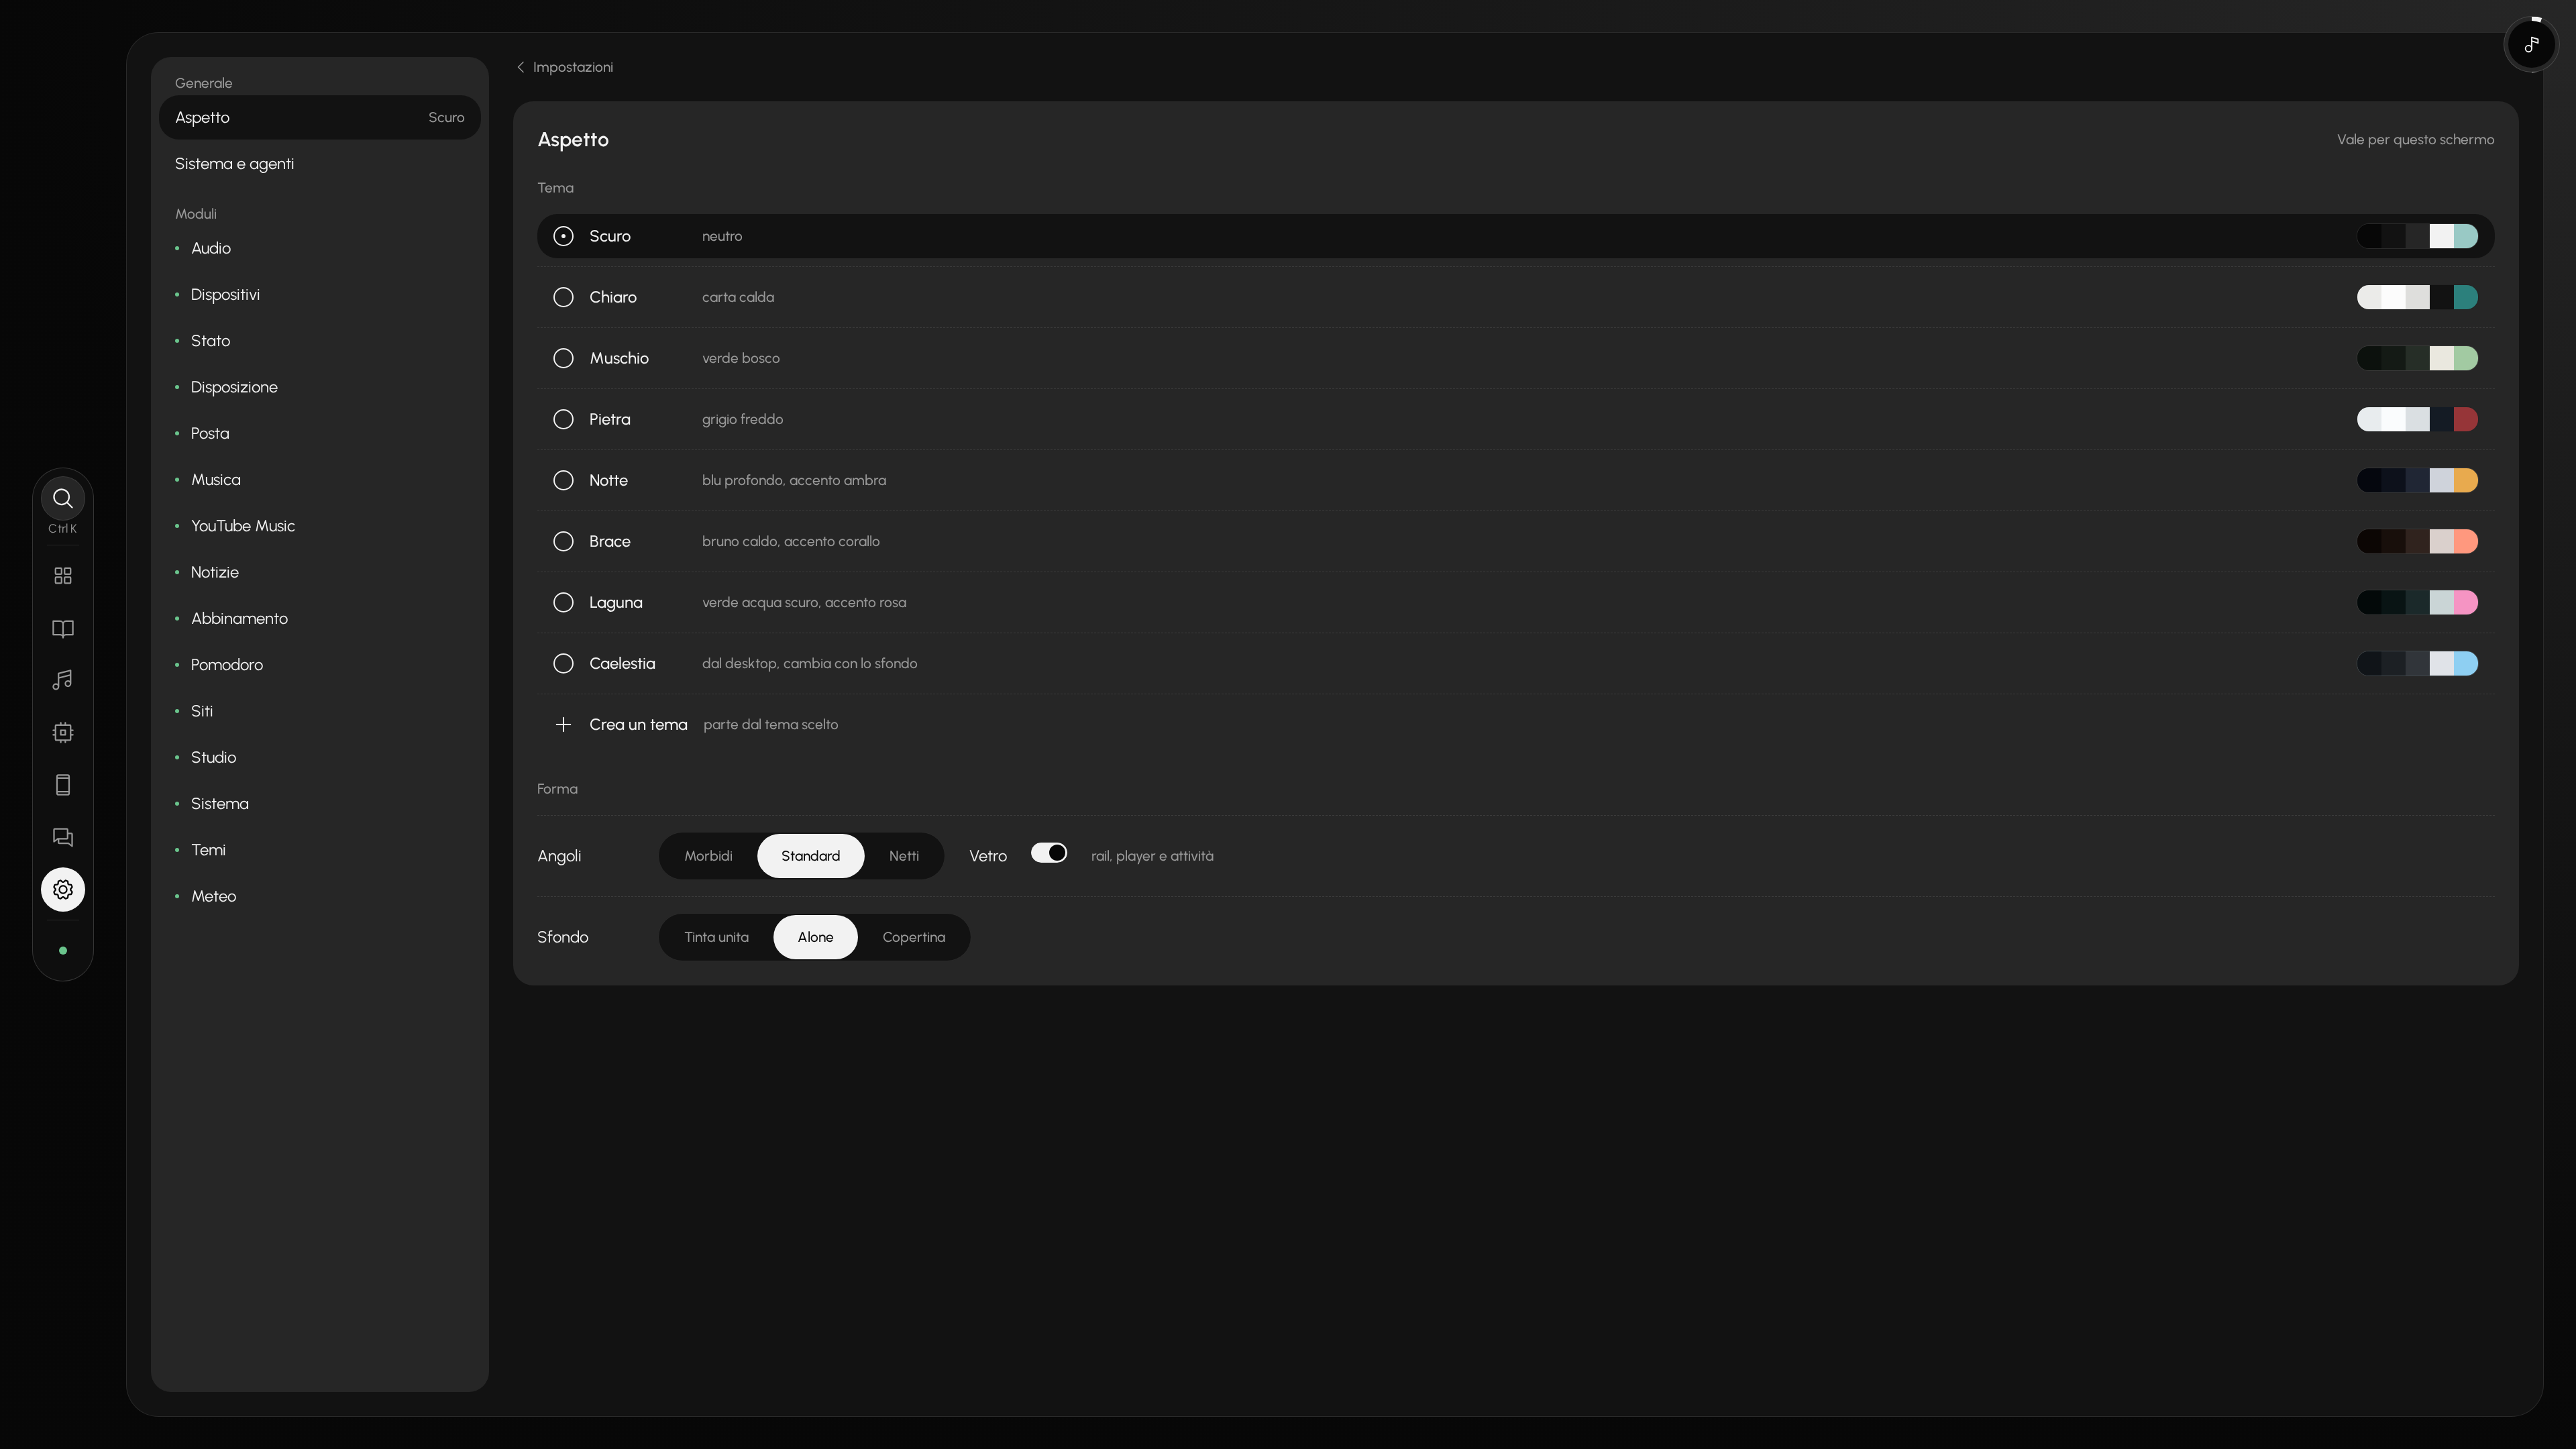 Generale
Aspetto Scuro
Sistema e agenti
Moduli
Audio
Dispositivi
Stato
Disposizione
Posta
Musica
YouTube Music
Notizie
Abbinamento
Pomodoro
Siti
Studio
Sistema
Temi
Meteo
Ctrl K
Impostazioni
Aspetto Vale per questo schermo
Tema
Scuro neutro
Chiaro carta calda
Muschio verde bosco
Pietra grigio freddo
Notte blu profondo, accento ambra
Brace bruno caldo, accento corallo
Laguna verde acqua scuro, accento rosa
Caelestia dal desktop, cambia con lo sfondo
Crea un tema parte dal tema scelto
Forma
Angoli Morbidi Standard Netti Vetro rail, player e attività
Sfondo Tinta unita Alone Copertina